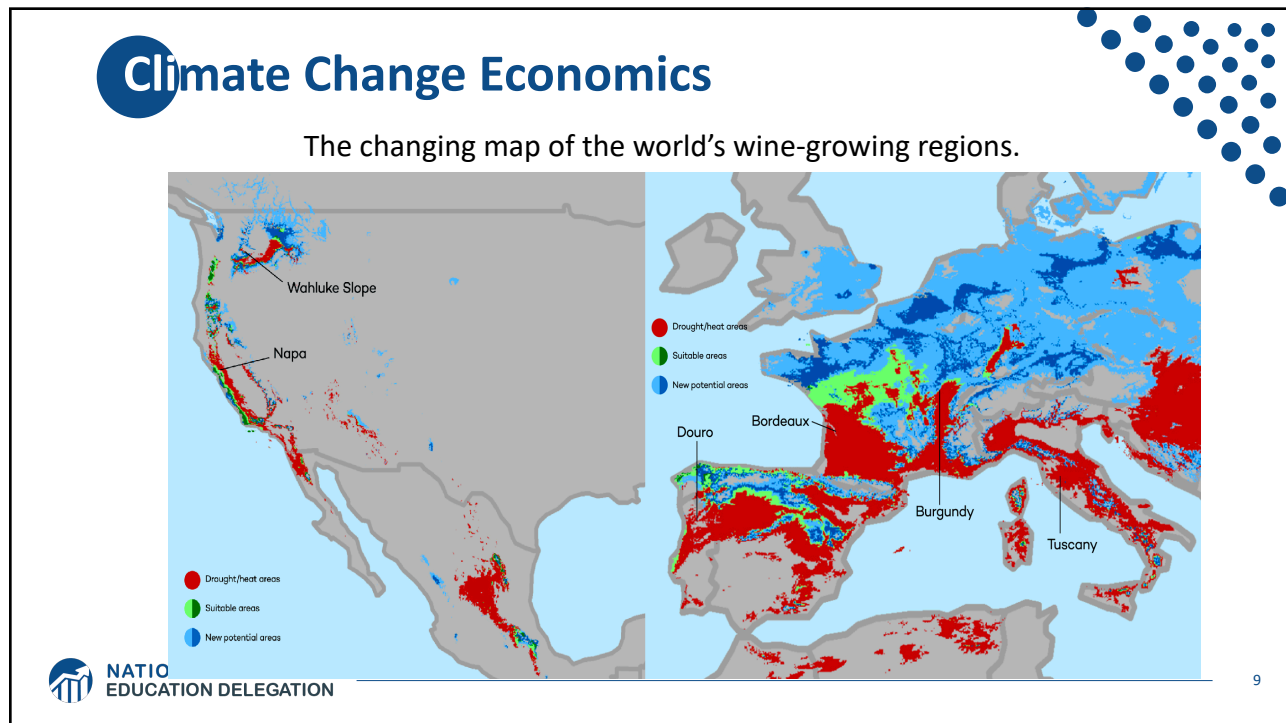 Climate Change Economics
The changing map of the world's wine-growing regions.
Wahluke Slope
Napa
Drought/heat areas
Suitable areas
New potential areas
Drought/heat areas
Suitable areas
New potential areas
Bordeaux
Douro
Burgundy
Tuscany
NATIO
EDUCATION DELEGATION
9